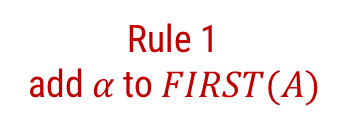 Rule 1
add α to FIRST(A)